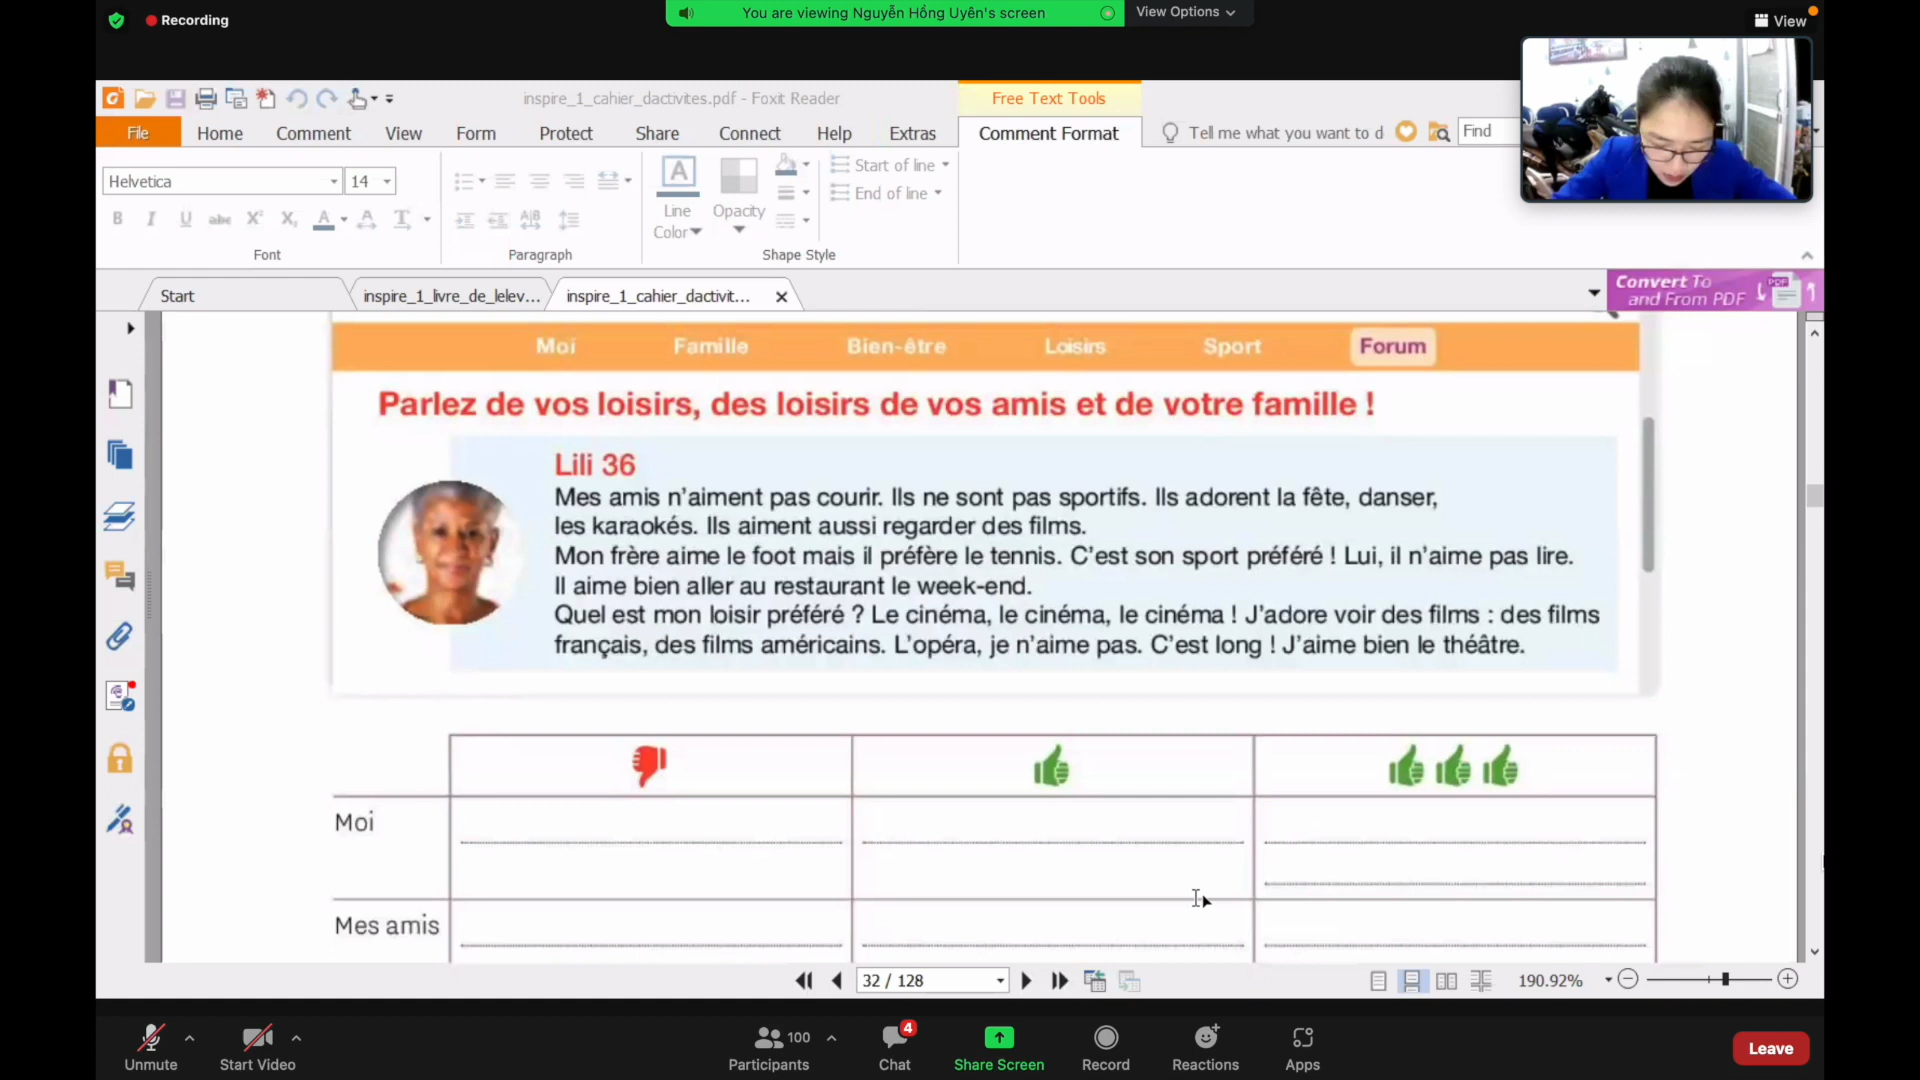 Recording
You are viewing Nguyễn Hồng Uyên's screen
View Options
View
inspire_1_cahier_dactivites.pdf - Foxit Reader
Free Text Tools
File
Home
Comment
View
Form
Protect
Share
Connect
Help
Extras
Comment Format
Tell me what you want to d
Find
Helvetica
14
Font
Paragraph
Line
Color
Opacity
Start of line
End of line
Shape Style
Start
inspire_1_livre_de_lelev...
inspire_1_cahier_dactivit...
Convert To
and From PDF
Moi
Famille
Bien-être
Loisirs
Sport
Forum
Parlez de vos loisirs, des loisirs de vos amis et de votre famille !
Lili 36
Mes amis n'aiment pas courir. Ils ne sont pas sportifs. Ils adorent la fête, danser,
les karaokés. Ils aiment aussi regarder des films.
Mon frère aime le foot mais il préfère le tennis. C'est son sport préféré ! Lui, il n'aime pas lire.
Il aime bien aller au restaurant le week-end.
Quel est mon loisir préféré ? Le cinéma, le cinéma, le cinéma ! J'adore voir des films : des films
français, des films américains. L'opéra, je n'aime pas. C'est long ! J'aime bien le théâtre.
Moi
Mes amis
32 / 128
190.92%
Unmute
Start Video
100
Participants
4
Chat
Share Screen
Record
Reactions
Apps
Leave